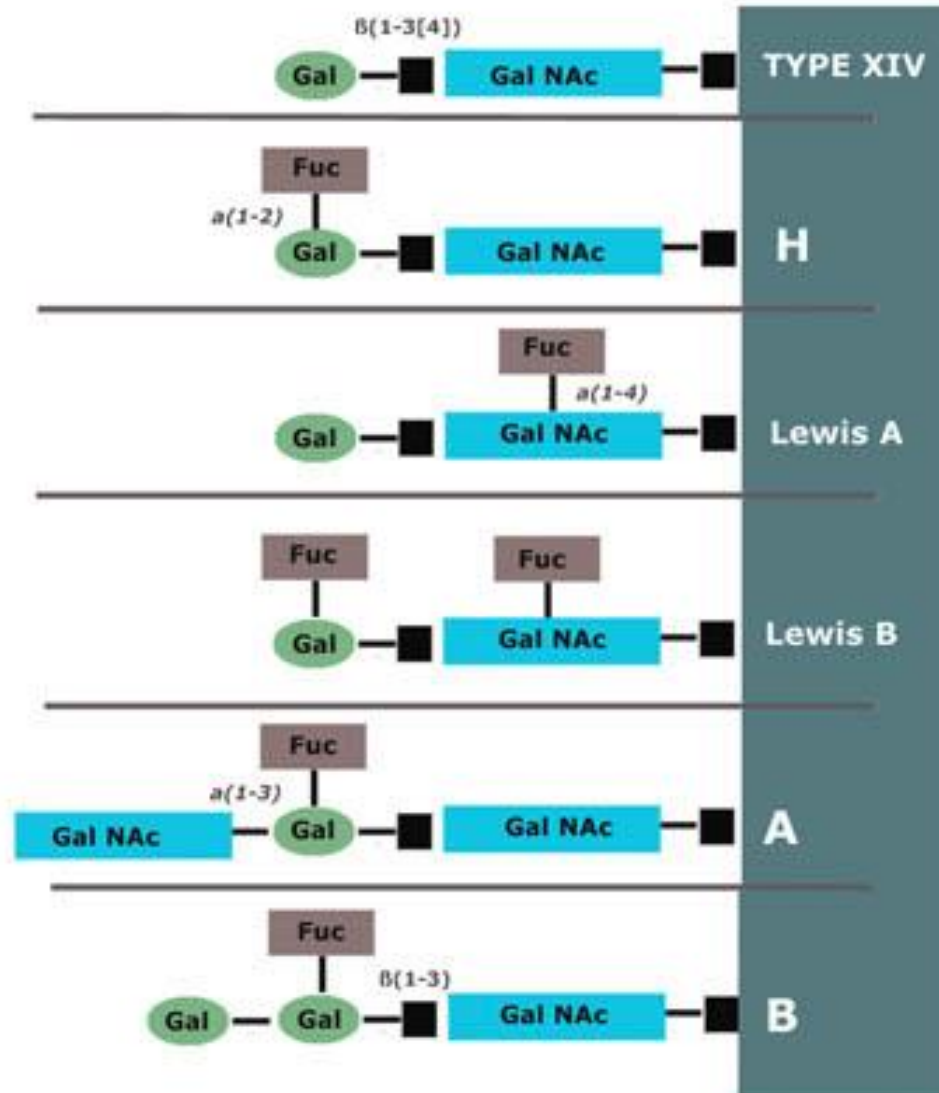 ß(1-3[4])
Gal Gal NAc TYPE XIV
Fuc
a(1-2)
Gal Gal NAc H
Fuc
a(1-4)
Gal Gal NAc Lewis A
Fuc Fuc
Gal Gal NAc Lewis B
Fuc
a(1-3)
Gal NAc Gal Gal NAc A
Fuc
ß(1-3)
Gal Gal Gal NAc B